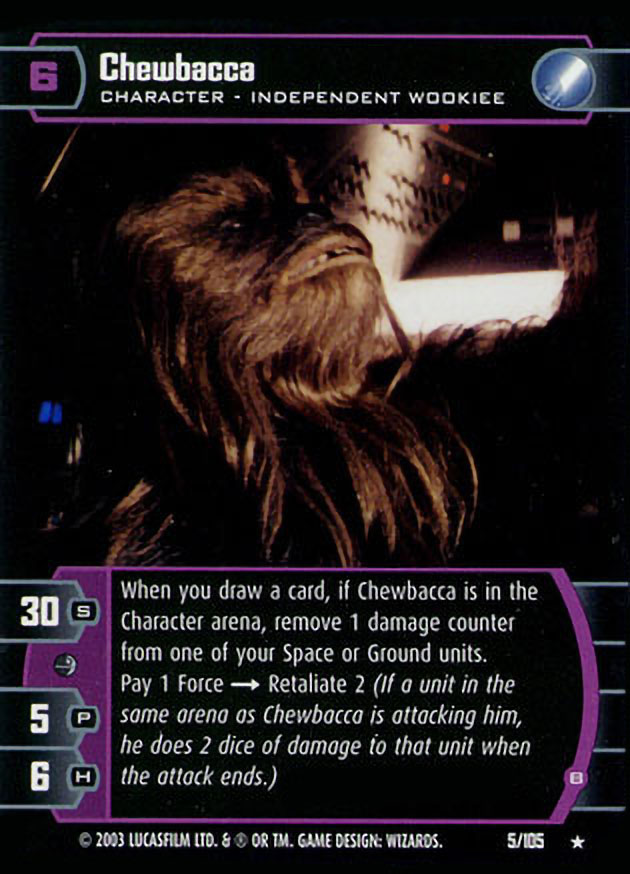 6
Chewbacca
CHARACTER - INDEPENDENT WOOKIEE
30 S
5 P
6 H
When you draw a card, if Chewbacca is in the
Character arena, remove 1 damage counter
from one of your Space or Ground units.
Pay 1 Force → Retaliate 2 (If a unit in the
same arena as Chewbacca is attacking him,
he does 2 dice of damage to that unit when
the attack ends.)
B
© 2003 LUCASFILM LTD. & ® OR TM. GAME DESIGN: WIZARDS. 5/105 ★